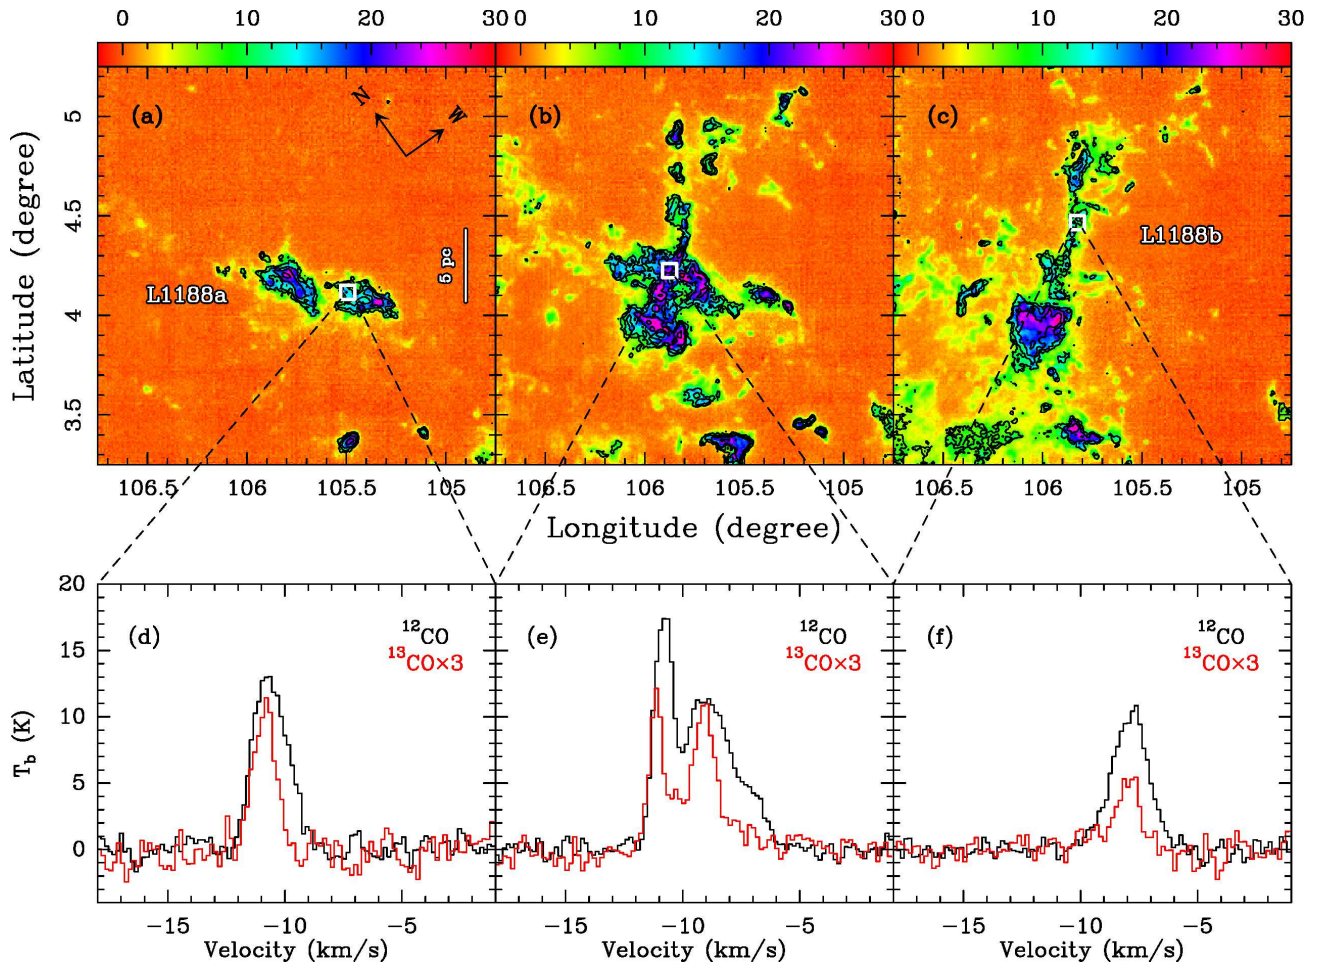 0 10 20 30 0 10 20 30 0 10 20 30
(a) N W (b) (c)
5
4.5
4
3.5
Latitude (degree)
L1188a
5 pc
L1188b
106.5 106 105.5 105 106.5 106 105.5 105 106.5 106 105.5 105
Longitude (degree)
20
15
10
5
0
T_b (K)
(d) ¹²CO (e) ¹²CO (f) ¹²CO
¹³CO×3 ¹³CO×3 ¹³CO×3
−15 −10 −5 −15 −10 −5 −15 −10 −5
Velocity (km/s) Velocity (km/s) Velocity (km/s)